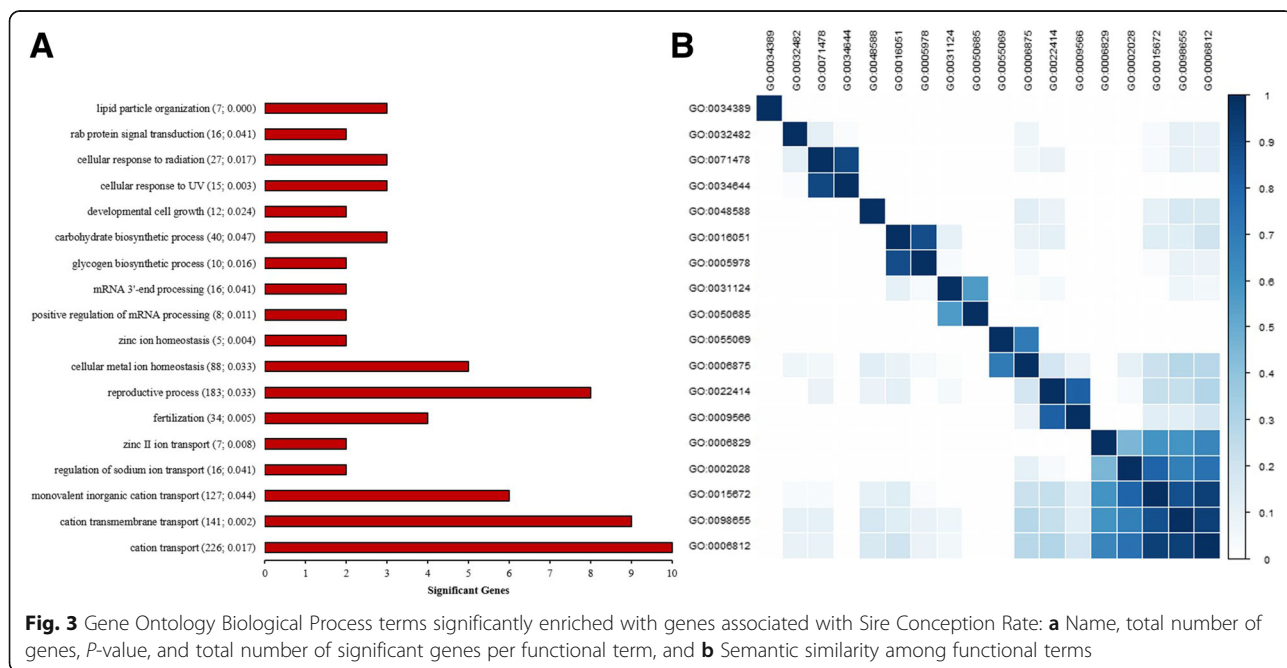 A
lipid particle organization (7; 0.000)
rab protein signal transduction (16; 0.041)
cellular response to radiation (27; 0.017)
cellular response to UV (15; 0.003)
developmental cell growth (12; 0.024)
carbohydrate biosynthetic process (40; 0.047)
glycogen biosynthetic process (10; 0.016)
mRNA 3'-end processing (16; 0.041)
positive regulation of mRNA processing (8; 0.011)
zinc ion homeostasis (5; 0.004)
cellular metal ion homeostasis (88; 0.033)
reproductive process (183; 0.033)
fertilization (34; 0.005)
zinc II ion transport (7; 0.008)
regulation of sodium ion transport (16; 0.041)
monovalent inorganic cation transport (127; 0.044)
cation transmembrane transport (141; 0.002)
cation transport (226; 0.017)
0 1 2 3 4 5 6 7 8 9 10
Significant Genes
B
GO:0034389
GO:0032482
GO:0071478
GO:0034644
GO:0048588
GO:0016051
GO:0005978
GO:0031124
GO:0050685
GO:0055069
GO:0006875
GO:0022414
GO:0009566
GO:0006829
GO:0002028
GO:0015672
GO:0098655
GO:0006812
GO:0034389
GO:0032482
GO:0071478
GO:0034644
GO:0048588
GO:0016051
GO:0005978
GO:0031124
GO:0050685
GO:0055069
GO:0006875
GO:0022414
GO:0009566
GO:0006829
GO:0002028
GO:0015672
GO:0098655
GO:0006812
1
0.9
0.8
0.7
0.6
0.5
0.4
0.3
0.2
0.1
0
Fig. 3 Gene Ontology Biological Process terms significantly enriched with genes associated with Sire Conception Rate: a Name, total number of
genes, P-value, and total number of significant genes per functional term, and b Semantic similarity among functional terms